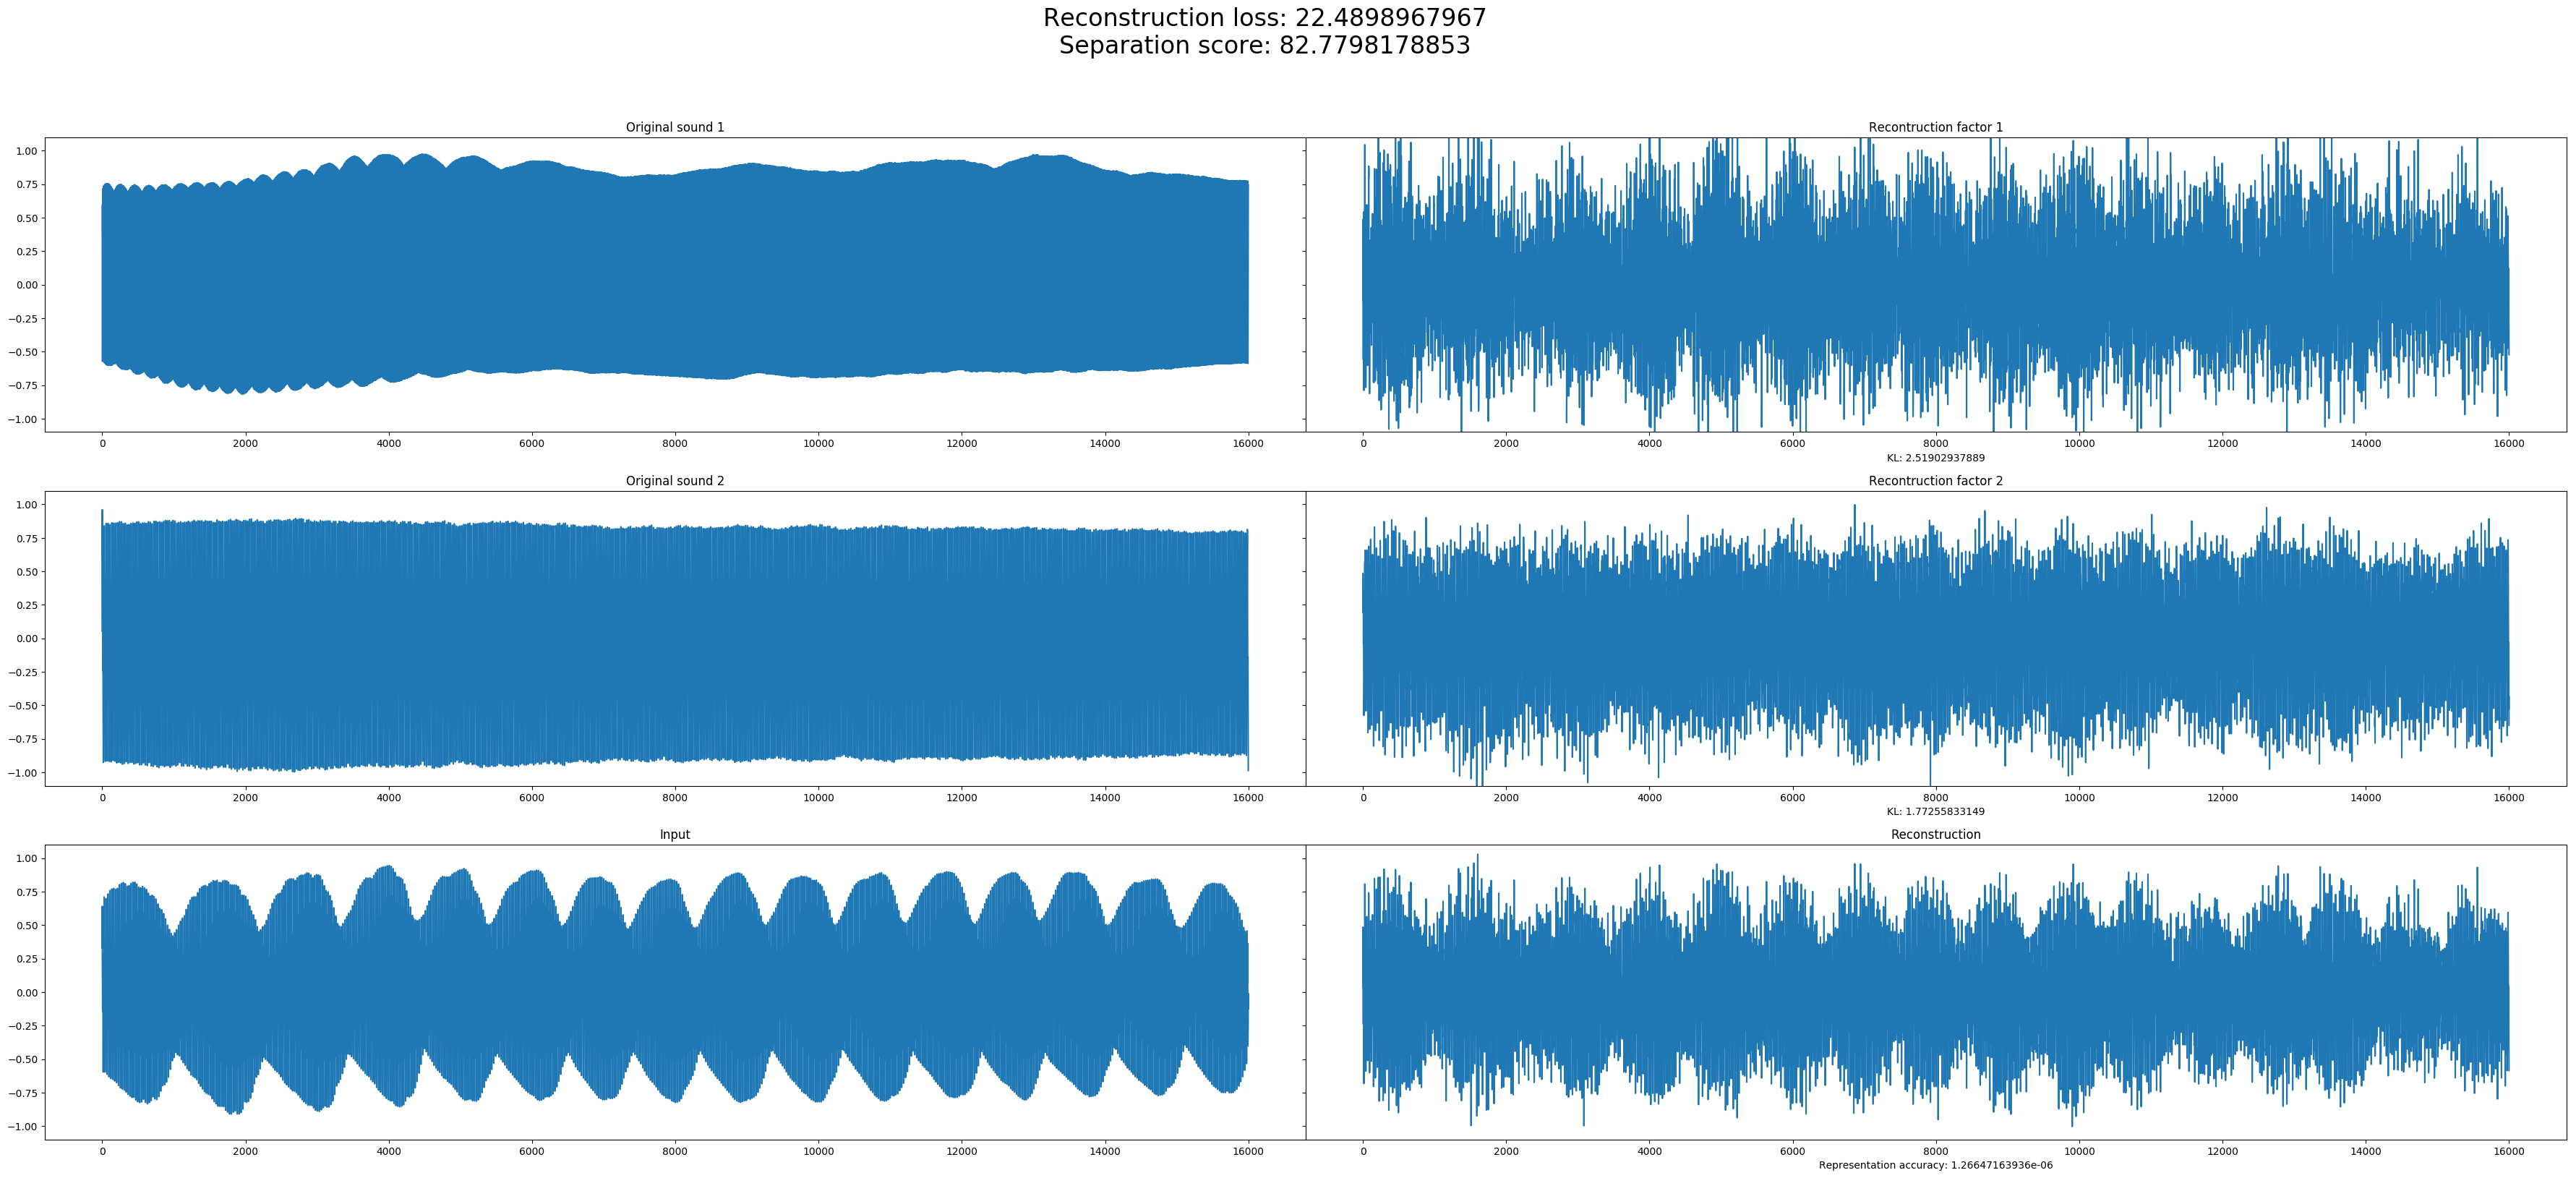 Reconstruction loss: 22.4898967967
Separation score: 82.7798178853
Original sound 1
Recontruction factor 1
1.00
0.75
0.50
0.25
0.00
−0.25
−0.50
−0.75
−1.00
0 2000 4000 6000 8000 10000 12000 14000 16000
0 2000 4000 6000 8000 10000 12000 14000 16000
KL: 2.51902937889
Original sound 2
Recontruction factor 2
1.00
0.75
0.50
0.25
0.00
−0.25
−0.50
−0.75
−1.00
0 2000 4000 6000 8000 10000 12000 14000 16000
0 2000 4000 6000 8000 10000 12000 14000 16000
KL: 1.77255833149
Input
Reconstruction
1.00
0.75
0.50
0.25
0.00
−0.25
−0.50
−0.75
−1.00
0 2000 4000 6000 8000 10000 12000 14000 16000
0 2000 4000 6000 8000 10000 12000 14000 16000
Representation accuracy: 1.26647163936e-06